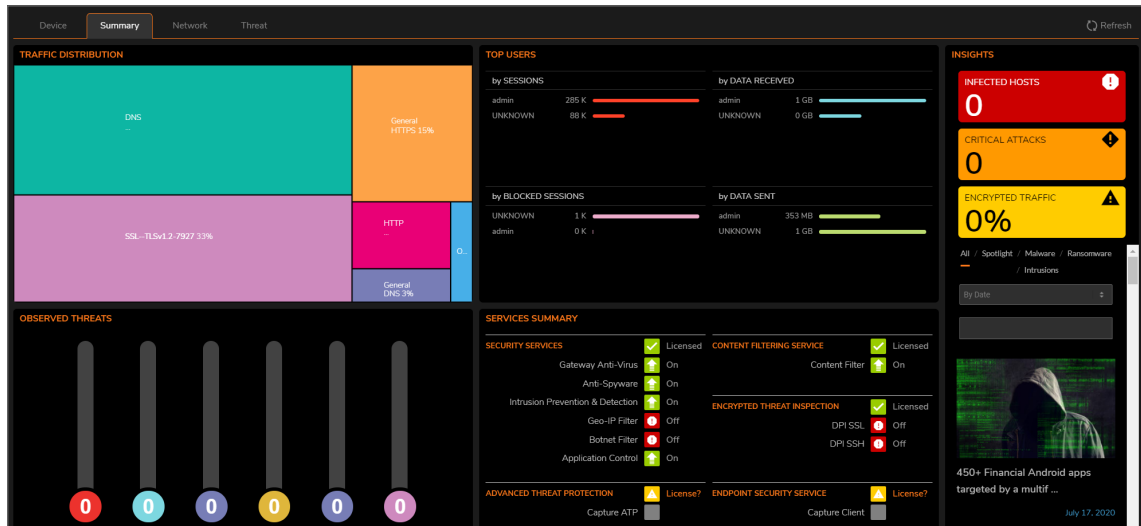 Device Summary Network Threat Refresh
TRAFFIC DISTRIBUTION
DNS
...
General
HTTPS 15%
SSL--TLSv1.2-7927 33%
HTTP
...
O...
General
DNS 3%
TOP USERS
by SESSIONS
admin 285 K
UNKNOWN 88 K
by DATA RECEIVED
admin 1 GB
UNKNOWN 0 GB
by BLOCKED SESSIONS
UNKNOWN 1 K
admin 0 K
by DATA SENT
admin 353 MB
UNKNOWN 1 GB
INSIGHTS
INFECTED HOSTS
0
CRITICAL ATTACKS
0
ENCRYPTED TRAFFIC
0%
All / Spotlight / Malware / Ransomware
/ Intrusions
By Date
450+ Financial Android apps
targeted by a multif ...
July 17, 2020
OBSERVED THREATS
0 0 0 0 0 0
SERVICES SUMMARY
SECURITY SERVICES Licensed
Gateway Anti-Virus On
Anti-Spyware On
Intrusion Prevention & Detection On
Geo-IP Filter Off
Botnet Filter Off
Application Control On
CONTENT FILTERING SERVICE Licensed
Content Filter On
ENCRYPTED THREAT INSPECTION Licensed
DPI SSL Off
DPI SSH Off
ADVANCED THREAT PROTECTION License?
Capture ATP
ENDPOINT SECURITY SERVICE License?
Capture Client